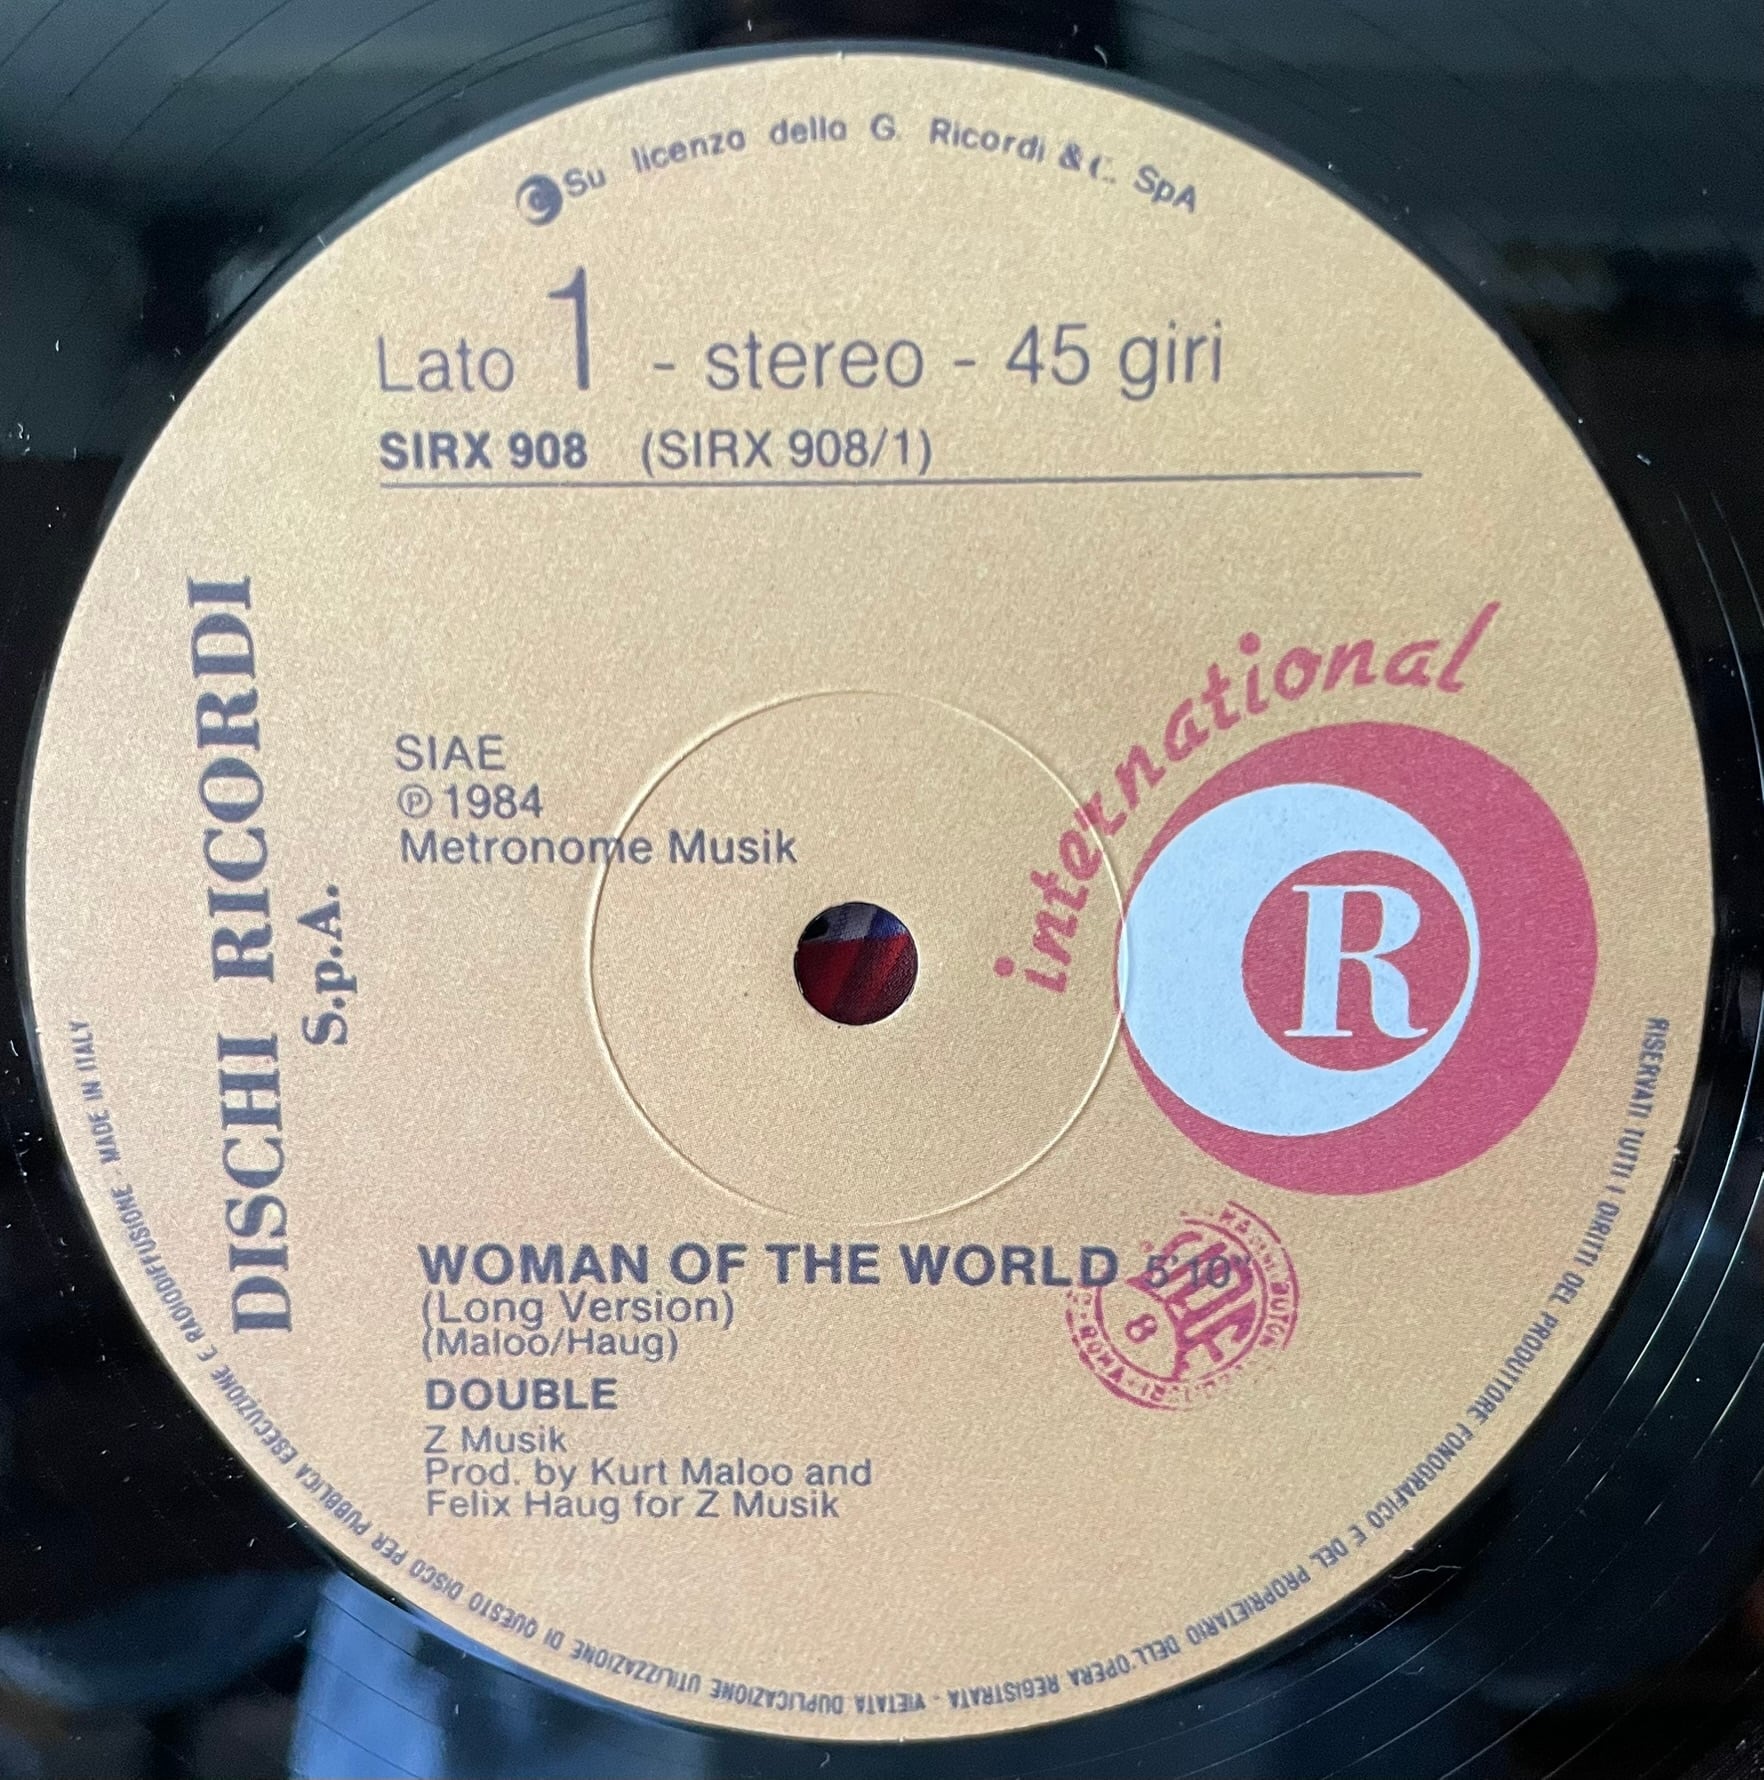 Su licenza della G. Ricordi & C. SpA
Lato 1 - stereo - 45 giri
SIRX 908 (SIRX 908/1)
DISCHI RICORDI
S.p.A.
SIAE
℗ 1984
Metronome Musik
international
R
WOMAN OF THE WORLD 5'10"
(Long Version)
(Maloo/Haug)
DOUBLE
Z Musik
Prod. by Kurt Maloo and
Felix Haug for Z Musik
8
RISERVATI TUTTI I DIRITTI DEL PRODUTTORE FONOGRAFICO E DEL PROPRIETARIO DELL'OPERA REGISTRATA - VIETATA DUPLICAZIONE UTILIZZAZIONE DI QUESTO DISCO PER PUBBLICA ESECUZIONE E RADIODIFFUSIONE - MADE IN ITALY